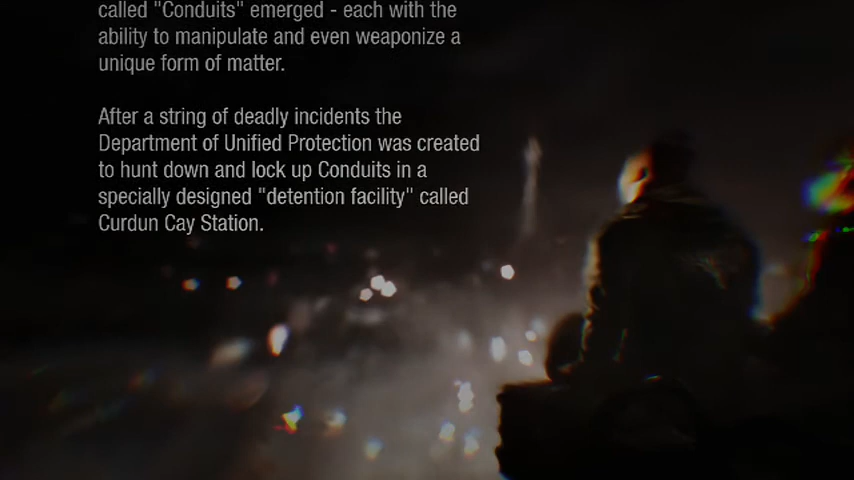 called "Conduits" emerged - each with the
ability to manipulate and even weaponize a
unique form of matter.
After a string of deadly incidents the
Department of Unified Protection was created
to hunt down and lock up Conduits in a
specially designed "detention facility" called
Curdun Cay Station.